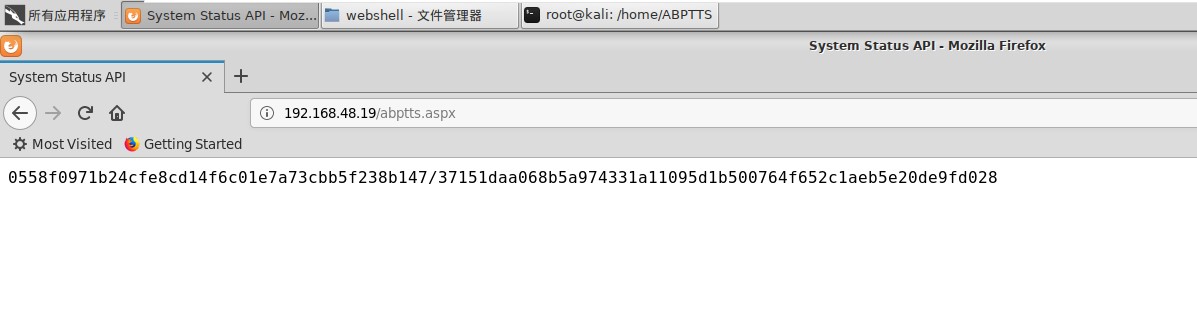 所有应用程序
System Status API - Moz...
webshell - 文件管理器
root@kali: /home/ABPTTS
System Status API - Mozilla Firefox
System Status API
192.168.48.19/abptts.aspx
Most Visited
Getting Started
0558f0971b24cfe8cd14f6c01e7a73cbb5f238b147/37151daa068b5a974331a11095d1b500764f652c1aeb5e20de9fd028